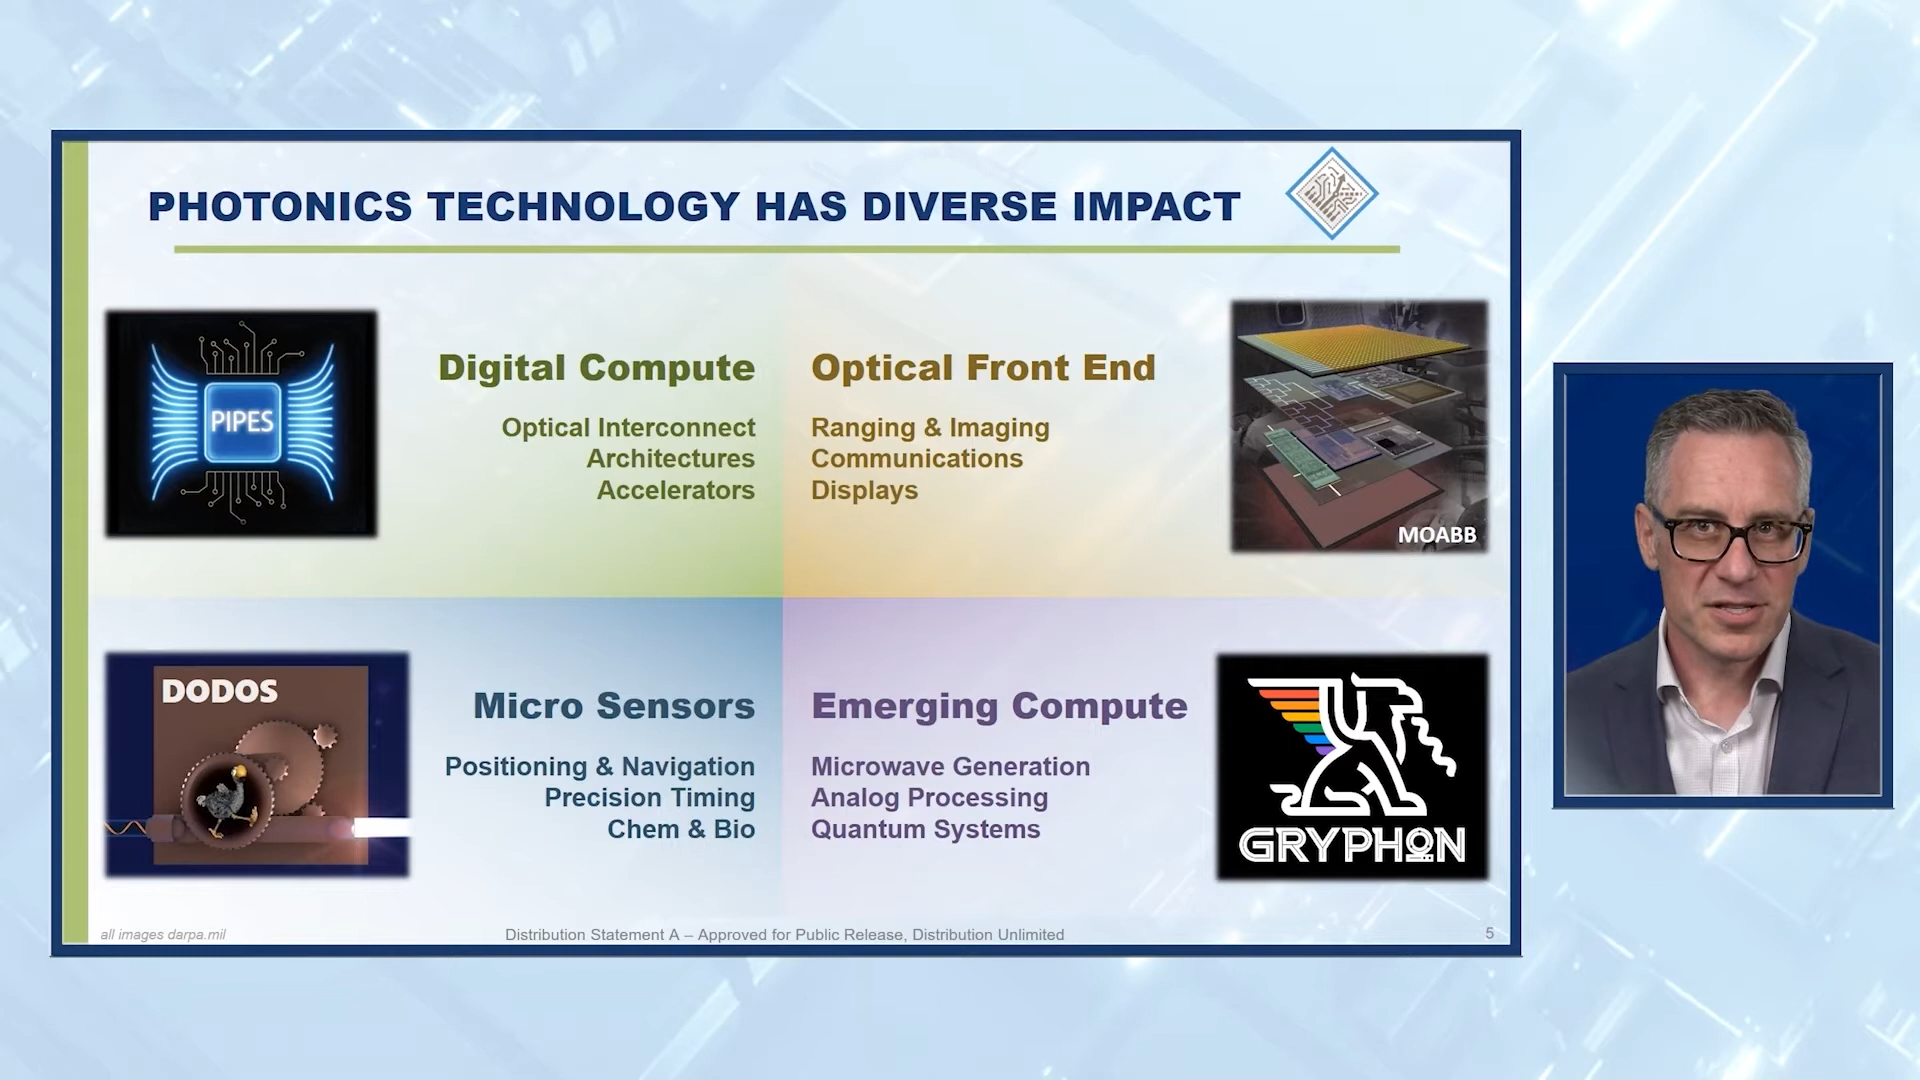 PHOTONICS TECHNOLOGY HAS DIVERSE IMPACT
PIPES
Digital Compute
Optical Interconnect
Architectures
Accelerators
Optical Front End
Ranging & Imaging
Communications
Displays
MOABB
DODOS
Micro Sensors
Positioning & Navigation
Precision Timing
Chem & Bio
Emerging Compute
Microwave Generation
Analog Processing
Quantum Systems
GRYPHON
all images darpa.mil
Distribution Statement A – Approved for Public Release, Distribution Unlimited
5